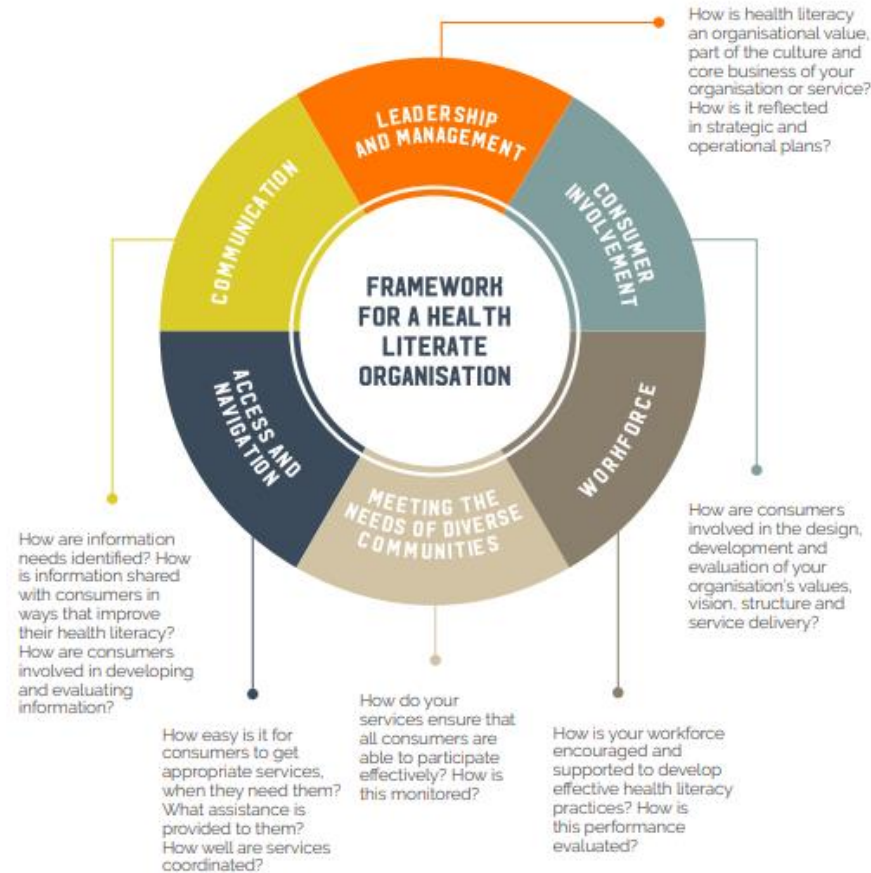 How is health literacy
an organisational value,
part of the culture and
core business of your
organisation or service?
How is it reflected
in strategic and
operational plans?
LEADERSHIP
AND MANAGEMENT
CONSUMER
INVOLVEMENT
COMMUNICATION
FRAMEWORK
FOR A HEALTH
LITERATE
ORGANISATION
ACCESS AND
NAVIGATION
WORKFORCE
MEETING THE
NEEDS OF DIVERSE
COMMUNITIES
How are consumers
involved in the design,
development and
evaluation of your
organisation's values,
vision, structure and
service delivery?
How are information
needs identified? How
is information shared
with consumers in
ways that improve
their health literacy?
How are consumers
involved in developing
and evaluating
information?
How easy is it for
consumers to get
appropriate services,
when they need them?
What assistance is
provided to them?
How well are services
coordinated?
How do your
services ensure that
all consumers are
able to participate
effectively? How is
this monitored?
How is your workforce
encouraged and
supported to develop
effective health literacy
practices? How is
this performance
evaluated?